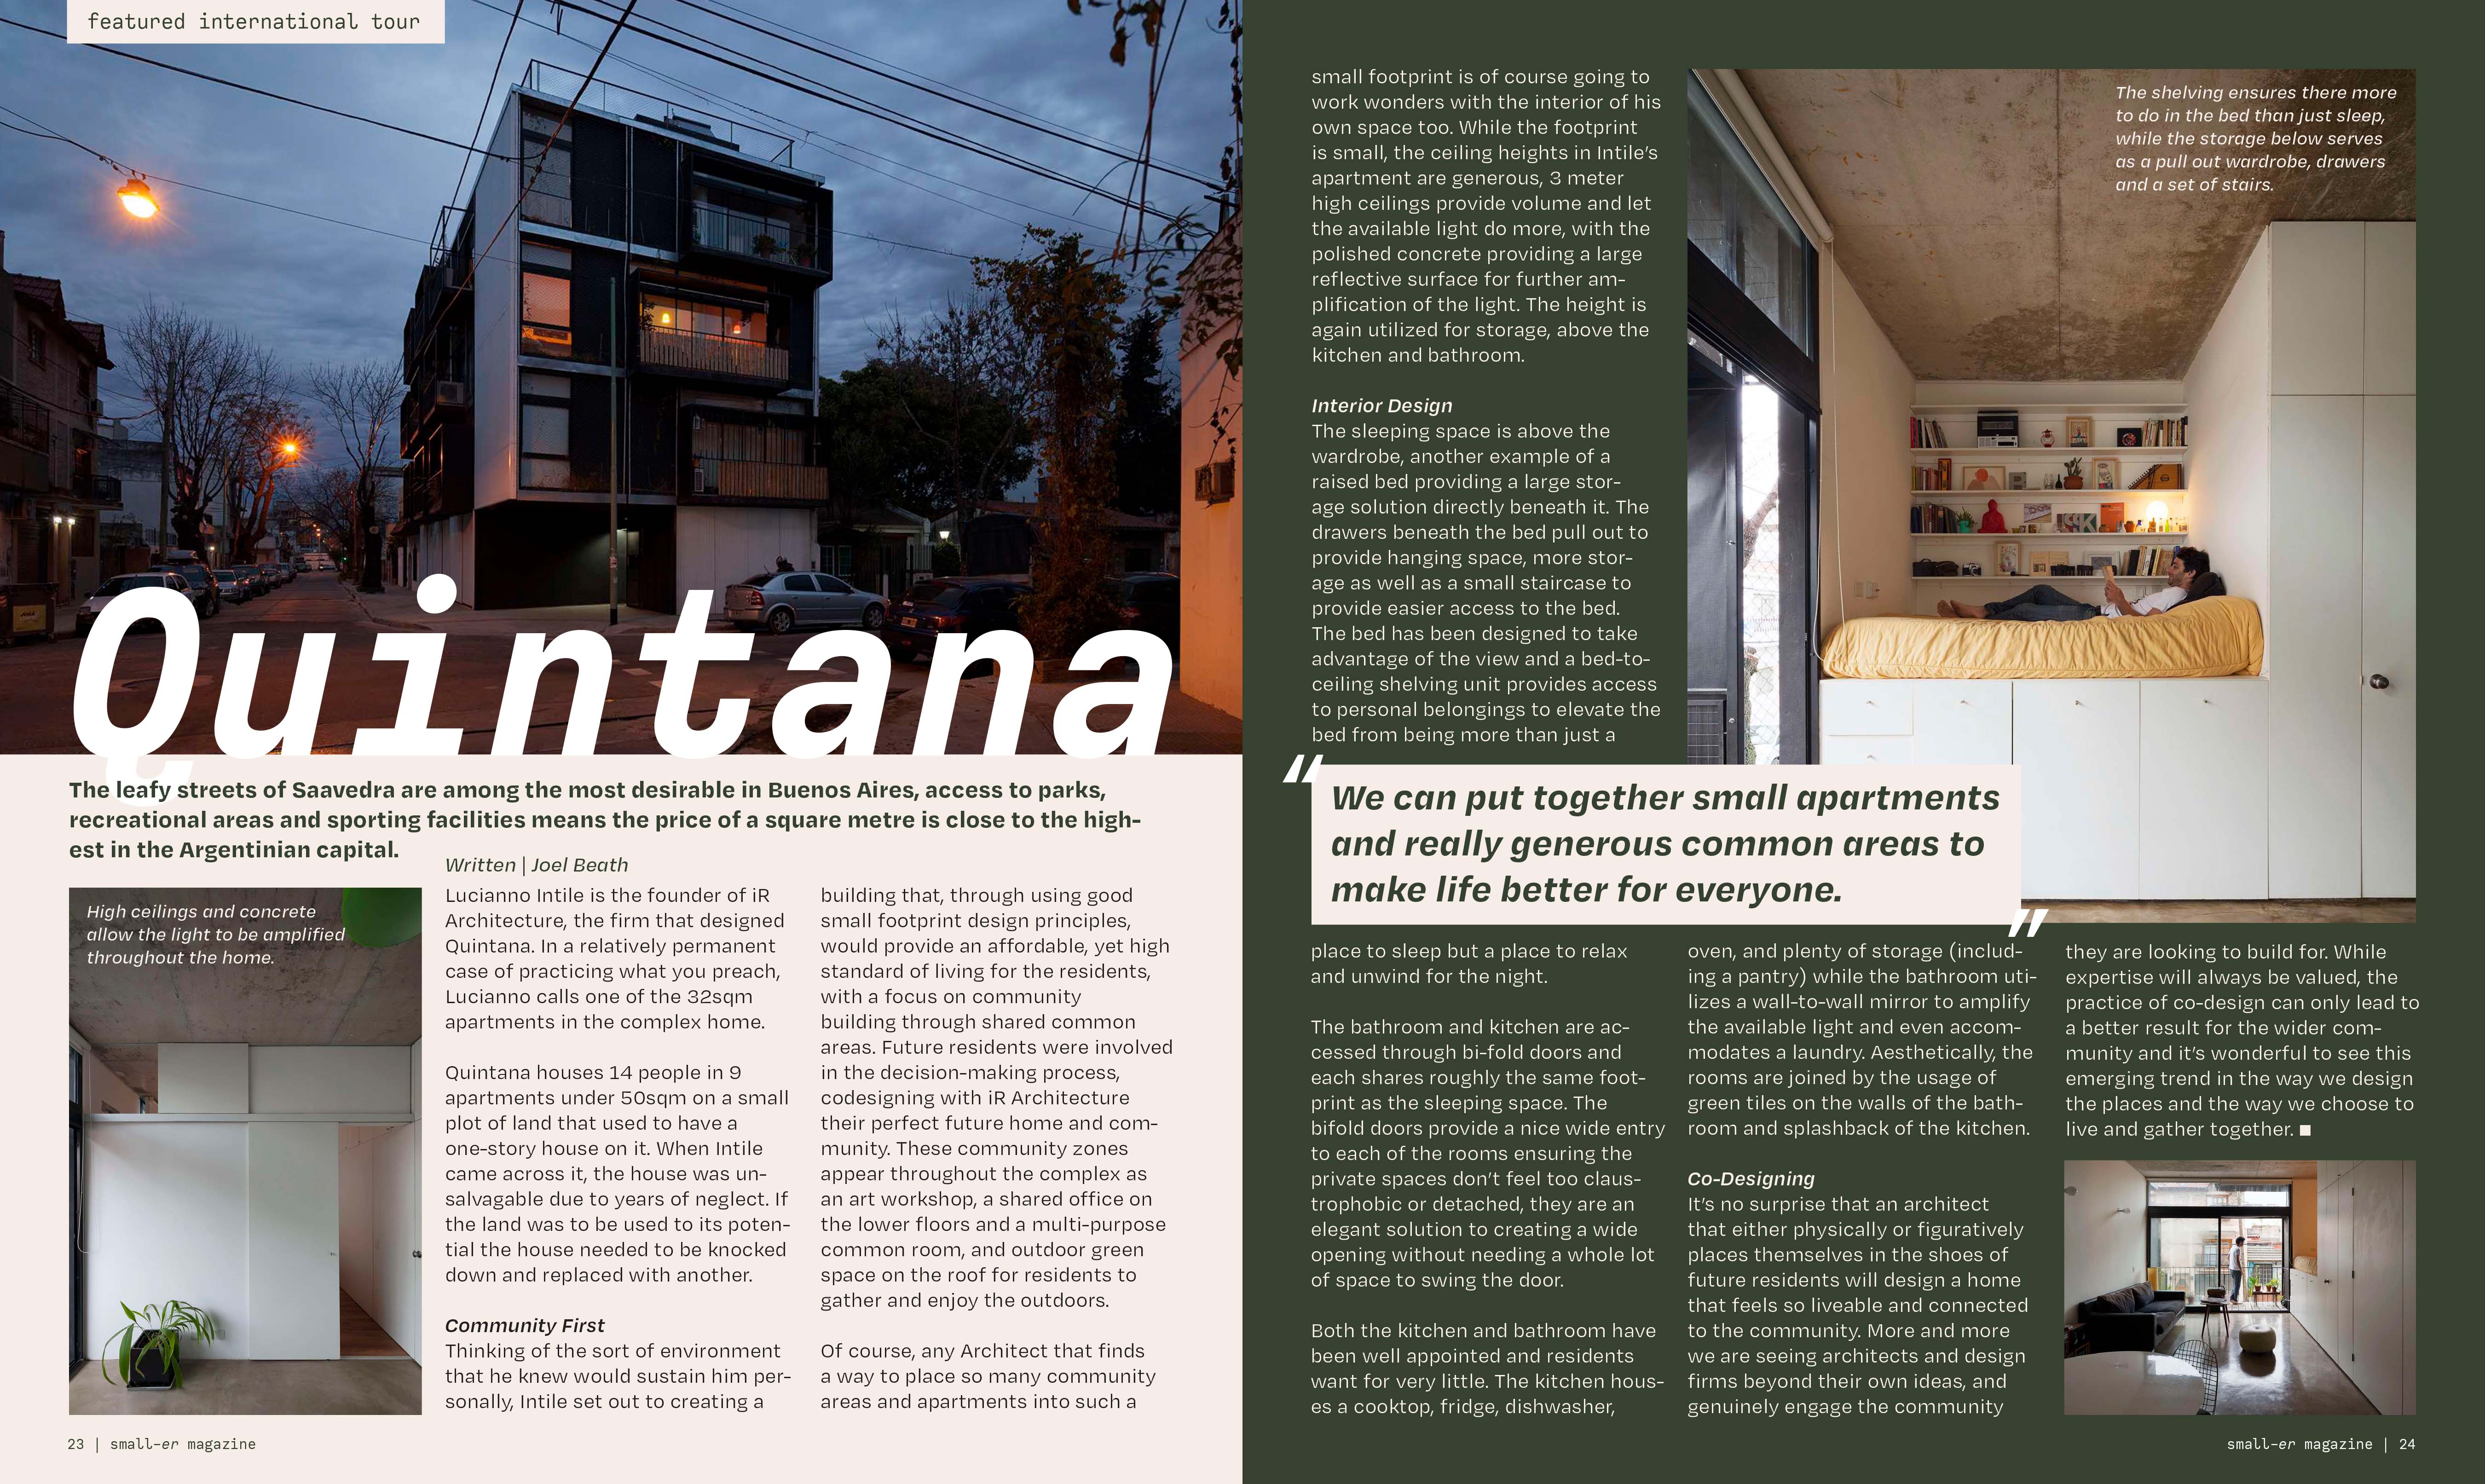 featured international tour
Quintana
The leafy streets of Saavedra are among the most desirable in Buenos Aires, access to parks,
recreational areas and sporting facilities means the price of a square metre is close to the high-
est in the Argentinian capital.
High ceilings and concrete
allow the light to be amplified
throughout the home.
Written | Joel Beath
Lucianno Intile is the founder of iR
Architecture, the firm that designed
Quintana. In a relatively permanent
case of practicing what you preach,
Lucianno calls one of the 32sqm
apartments in the complex home.
Quintana houses 14 people in 9
apartments under 50sqm on a small
plot of land that used to have a
one-story house on it. When Intile
came across it, the house was un-
salvagable due to years of neglect. If
the land was to be used to its poten-
tial the house needed to be knocked
down and replaced with another.
Community First
Thinking of the sort of environment
that he knew would sustain him per-
sonally, Intile set out to creating a
building that, through using good
small footprint design principles,
would provide an affordable, yet high
standard of living for the residents,
with a focus on community
building through shared common
areas. Future residents were involved
in the decision-making process,
codesigning with iR Architecture
their perfect future home and com-
munity. These community zones
appear throughout the complex as
an art workshop, a shared office on
the lower floors and a multi-purpose
common room, and outdoor green
space on the roof for residents to
gather and enjoy the outdoors.
Of course, any Architect that finds
a way to place so many community
areas and apartments into such a
23 | small-er magazine
small footprint is of course going to
work wonders with the interior of his
own space too. While the footprint
is small, the ceiling heights in Intile's
apartment are generous, 3 meter
high ceilings provide volume and let
the available light do more, with the
polished concrete providing a large
reflective surface for further am-
plification of the light. The height is
again utilized for storage, above the
kitchen and bathroom.
Interior Design
The sleeping space is above the
wardrobe, another example of a
raised bed providing a large stor-
age solution directly beneath it. The
drawers beneath the bed pull out to
provide hanging space, more stor-
age as well as a small staircase to
provide easier access to the bed.
The bed has been designed to take
advantage of the view and a bed-to-
ceiling shelving unit provides access
to personal belongings to elevate the
bed from being more than just a
The shelving ensures there more
to do in the bed than just sleep,
while the storage below serves
as a pull out wardrobe, drawers
and a set of stairs.
"We can put together small apartments
and really generous common areas to
make life better for everyone."
place to sleep but a place to relax
and unwind for the night.
The bathroom and kitchen are ac-
cessed through bi-fold doors and
each shares roughly the same foot-
print as the sleeping space. The
bifold doors provide a nice wide entry
to each of the rooms ensuring the
private spaces don't feel too claus-
trophobic or detached, they are an
elegant solution to creating a wide
opening without needing a whole lot
of space to swing the door.
Both the kitchen and bathroom have
been well appointed and residents
want for very little. The kitchen hous-
es a cooktop, fridge, dishwasher,
oven, and plenty of storage (includ-
ing a pantry) while the bathroom uti-
lizes a wall-to-wall mirror to amplify
the available light and even accom-
modates a laundry. Aesthetically, the
rooms are joined by the usage of
green tiles on the walls of the bath-
room and splashback of the kitchen.
Co-Designing
It's no surprise that an architect
that either physically or figuratively
places themselves in the shoes of
future residents will design a home
that feels so liveable and connected
to the community. More and more
we are seeing architects and design
firms beyond their own ideas, and
genuinely engage the community
they are looking to build for. While
expertise will always be valued, the
practice of co-design can only lead to
a better result for the wider com-
munity and it's wonderful to see this
emerging trend in the way we design
the places and the way we choose to
live and gather together. ■
small-er magazine | 24